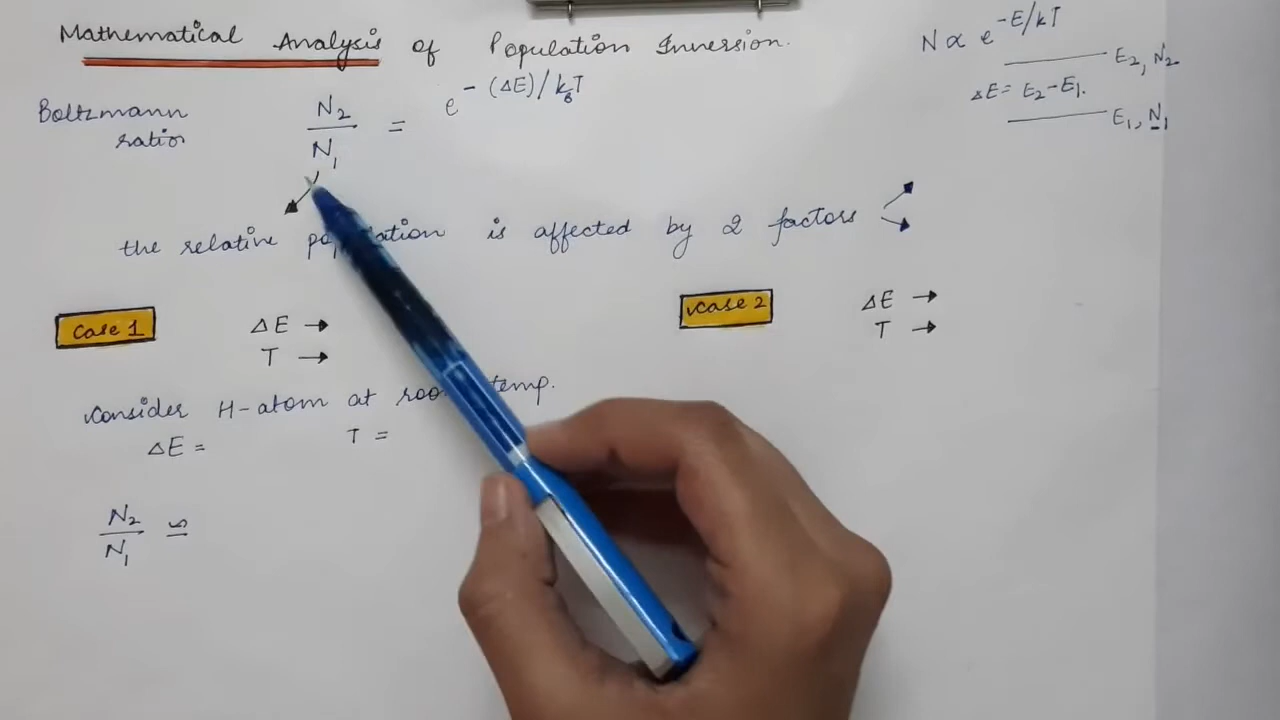 Mathematical Analysis of Population Inversion.
N ∝ e^-E/kT
E2, N2
ΔE = E2-E1.
E1, N1
Boltzmann ratio
N2/N1 = e^-(ΔE)/kBT
the relative population is affected by 2 factors
Case 1
ΔE →
T →
Case 2
ΔE →
T →
Consider H-atom at room temp.
ΔE = T =
N2/N1 ≌